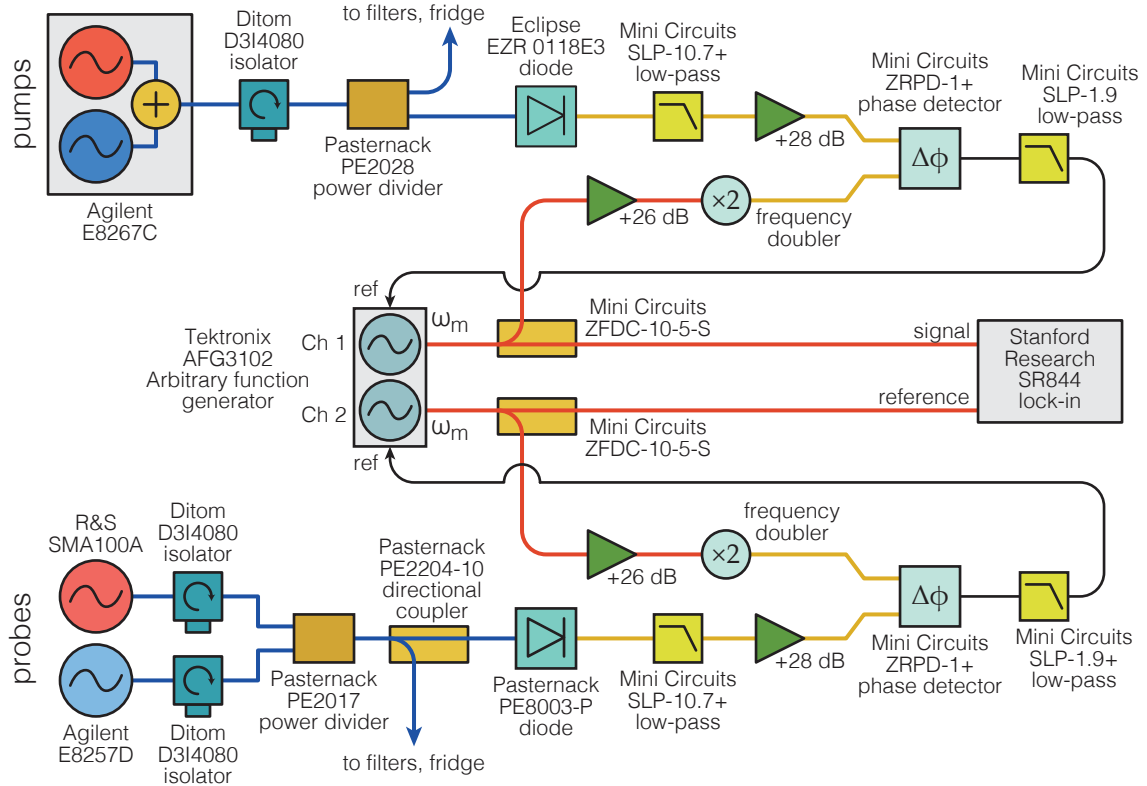 pumps
Agilent
E8267C
Ditom
D3I4080
isolator
to filters, fridge
Pasternack
PE2028
power divider
Eclipse
EZR 0118E3
diode
Mini Circuits
SLP-10.7+
low-pass
+28 dB
Mini Circuits
ZRPD-1+
phase detector
Δϕ
Mini Circuits
SLP-1.9
low-pass
+26 dB
×2
frequency
doubler
ref
Tektronix
AFG3102
Arbitrary function
generator
Ch 1
ωm
Mini Circuits
ZFDC-10-5-S
signal
Stanford
Research
SR844
lock-in
Ch 2
ωm
ref
reference
Mini Circuits
ZFDC-10-5-S
probes
R&S
SMA100A
Ditom
D3I4080
isolator
Agilent
E8257D
Ditom
D3I4080
isolator
Pasternack
PE2017
power divider
Pasternack
PE2204-10
directional
coupler
to filters, fridge
Pasternack
PE8003-P
diode
Mini Circuits
SLP-10.7+
low-pass
+26 dB
×2
frequency
doubler
+28 dB
Δϕ
Mini Circuits
ZRPD-1+
phase detector
Mini Circuits
SLP-1.9+
low-pass